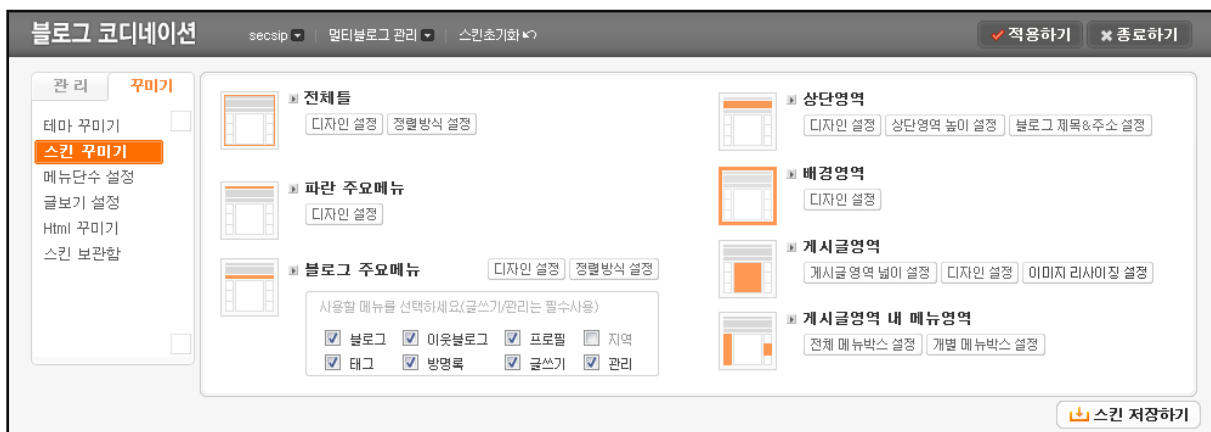 블로그 코디네이션
secsip
멀티블로그 관리
스킨초기화
적용하기
종료하기
관리
꾸미기
테마 꾸미기
스킨 꾸미기
메뉴단수 설정
글보기 설정
Html 꾸미기
스킨 보관함
전체틀
디자인 설정
정렬방식 설정
파란 주요메뉴
디자인 설정
블로그 주요메뉴
디자인 설정
정렬방식 설정
사용할 메뉴를 선택하세요(글쓰기/관리는 필수사용)
블로그
이웃블로그
프로필
지역
태그
방명록
글쓰기
관리
상단영역
디자인 설정
상단영역 높이 설정
블로그 제목&주소 설정
배경영역
디자인 설정
게시글영역
게시글영역 넓이 설정
디자인 설정
이미지 리사이징 설정
게시글영역 내 메뉴영역
전체 메뉴박스 설정
개별 메뉴박스 설정
스킨 저장하기